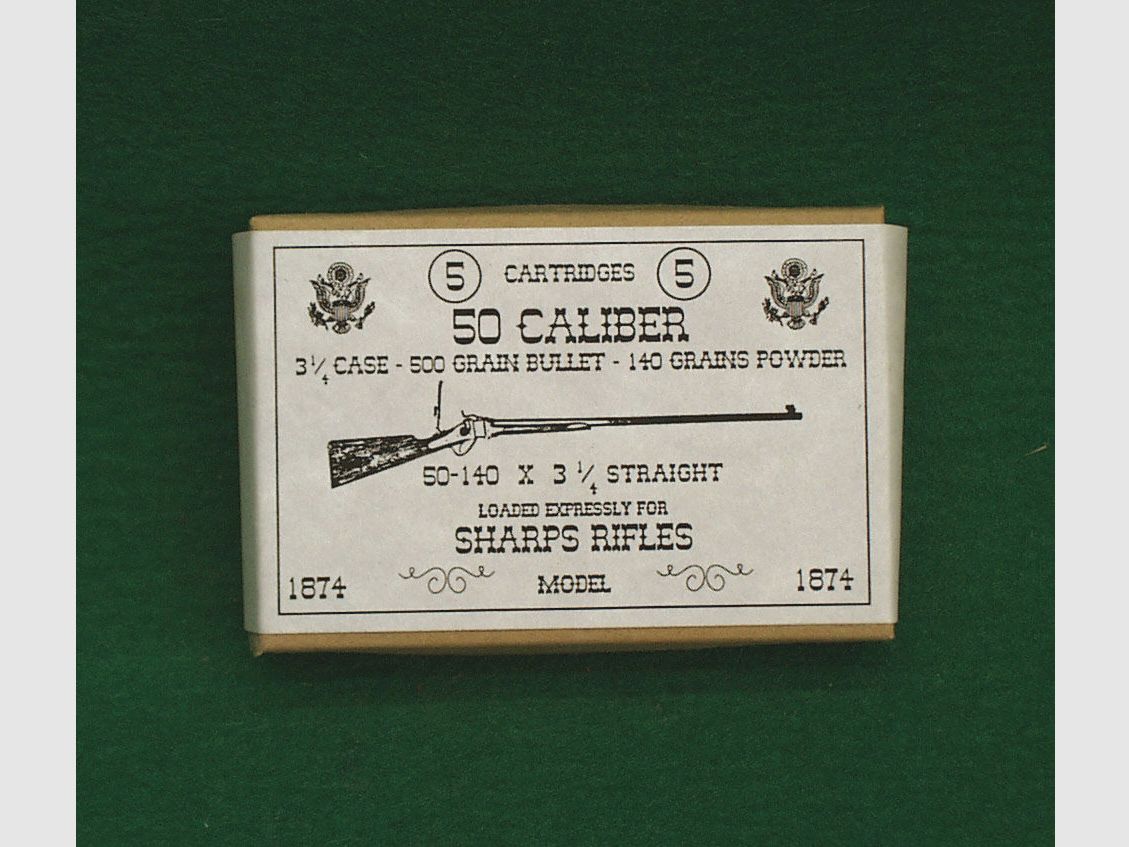 5 CARTRIDGES 5
50 CALIBER
3 1/4 CASE - 500 GRAIN BULLET - 140 GRAINS POWDER
50-140 X 3 1/4 STRAIGHT
LOADED EXPRESSLY FOR
SHARPS RIFLES
1874 MODEL 1874